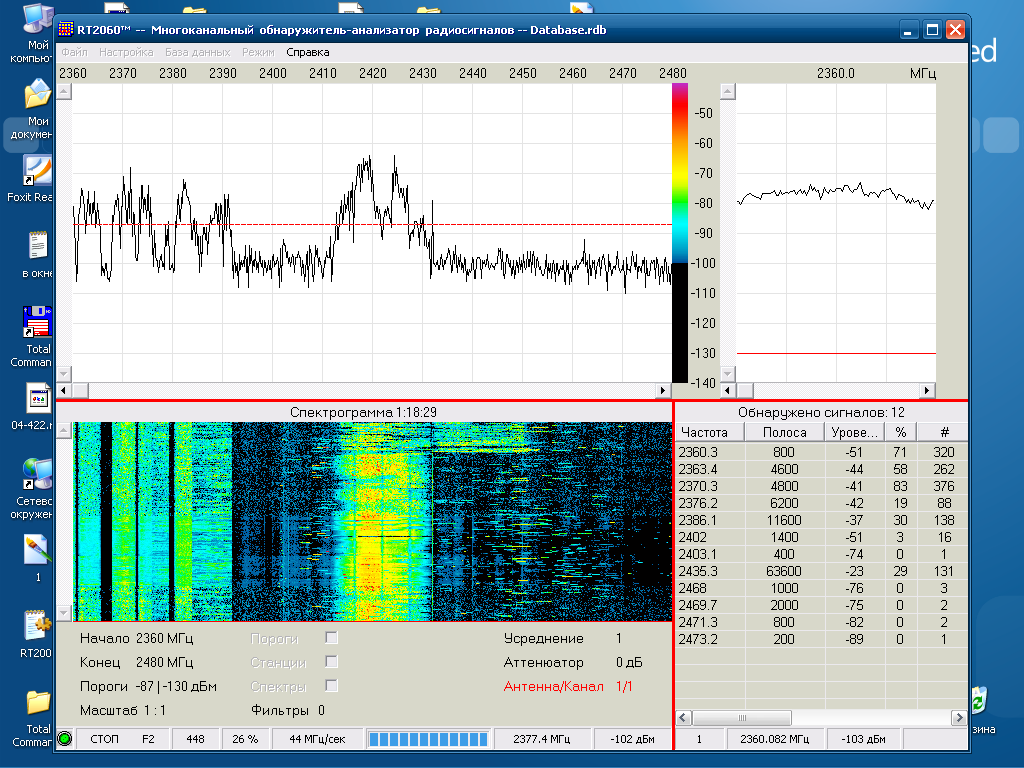 RT2060™ -- Многоканальный обнаружитель-анализатор радиосигналов -- Database.rdb
Файл Настройка База данных Режим Справка
2360 2370 2380 2390 2400 2410 2420 2430 2440 2450 2460 2470 2480
2360.0 МГц
-50
-60
-70
-80
-90
-100
-110
-120
-130
-140
Спектрограмма 1:18:29
Обнаружено сигналов: 12
Частота Полоса Урове... % #
2360.3 800 -51 71 320
2363.4 4600 -44 58 262
2370.3 4800 -41 83 376
2376.2 6200 -42 19 88
2386.1 11600 -37 30 138
2402 1400 -51 3 16
2403.1 400 -74 0 1
2435.3 63600 -23 29 131
2468 1000 -76 0 3
2469.7 2000 -75 0 2
2471.3 800 -82 0 2
2473.2 200 -89 0 1
Начало 2360 МГц Пороги Усреднение 1
Конец 2480 МГц Станции Аттенюатор 0 дБ
Пороги -87|-130 дБм Спектры Антенна/Канал 1/1
Масштаб 1:1 Фильтры 0
СТОП F2 448 26 % 44 МГц/сек 2377.4 МГц -102 дБм 1 2360.082 МГц -103 дБм
Мой
компьют
Мои
докумен
Foxit Rea
в окне
Total
Comman
04-422.r
Сетево
окружен
1
RT200
Total
Comman
ed
зина